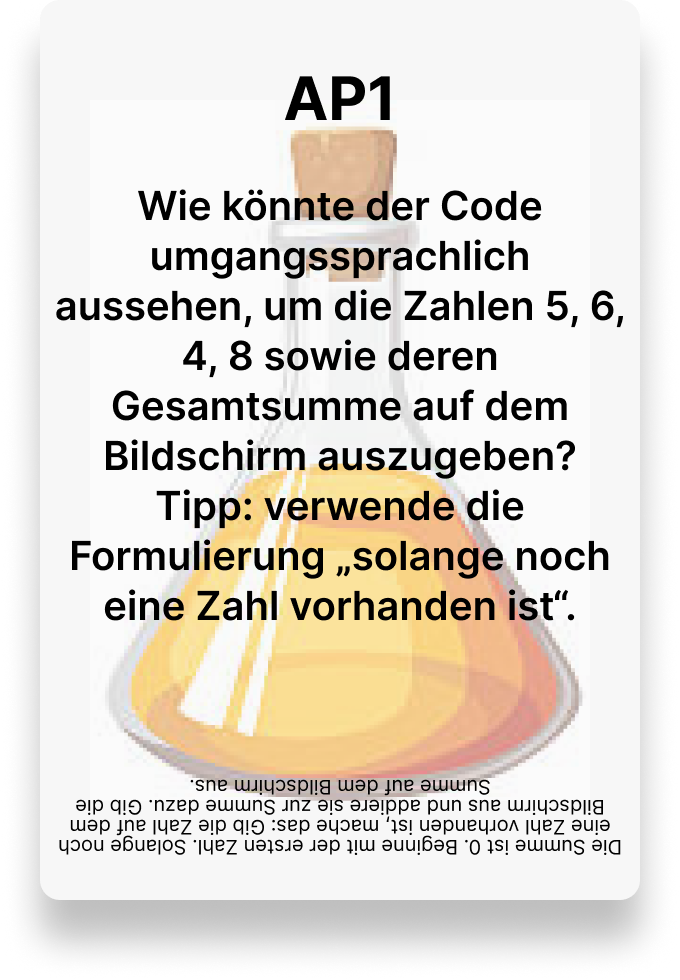 AP1
Wie könnte der Code
umgangssprachlich
aussehen, um die Zahlen 5, 6,
4, 8 sowie deren
Gesamtsumme auf dem
Bildschirm auszugeben?
Tipp: verwende die
Formulierung „solange noch
eine Zahl vorhanden ist“.
Die Summe ist 0. Beginne mit der ersten Zahl. Solange noch
eine Zahl vorhanden ist, mache das: Gib die Zahl auf dem
Bildschirm aus und addiere sie zur Summe dazu. Gib die
Summe auf dem Bildschirm aus.